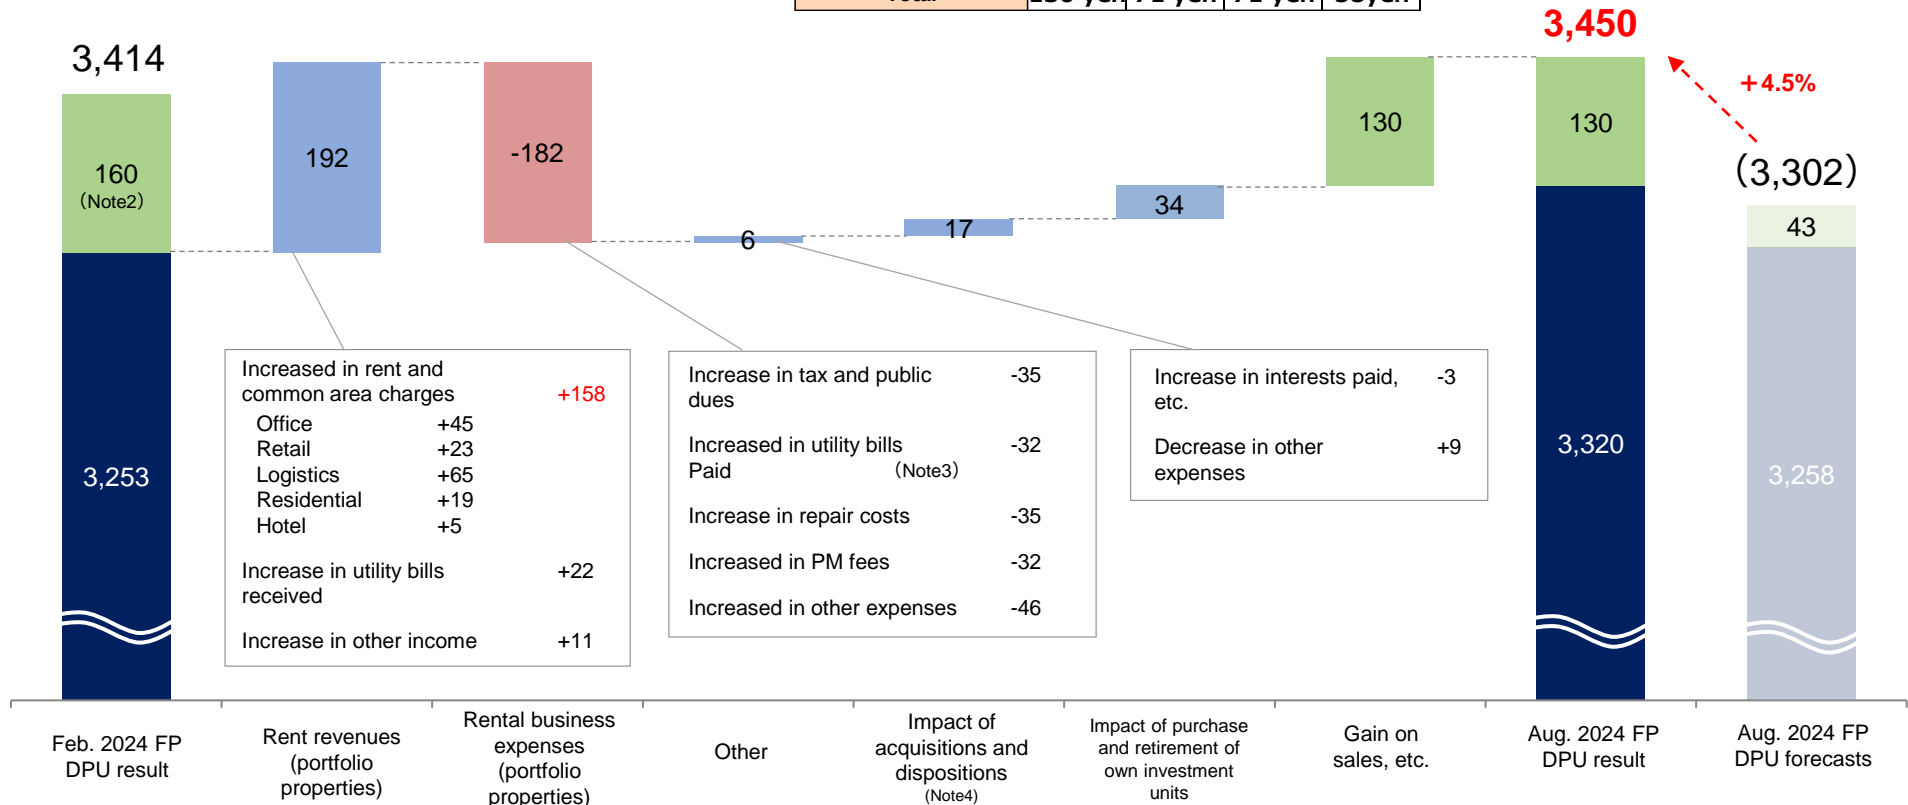 Total
3,414
3,450
+4.5%
(3,302)
160
(Note2)
192
-182
6
17
34
130
130
43
3,253
3,320
3,258
Increased in rent and
common area charges +158
Office +45
Retail +23
Logistics +65
Residential +19
Hotel +5
Increase in utility bills +22
received
Increase in other income +11
Increase in tax and public -35
dues
Increased in utility bills -32
Paid (Note3)
Increase in repair costs -35
Increased in PM fees -32
Increased in other expenses -46
Increase in interests paid, -3
etc.
Decrease in other +9
expenses
Feb. 2024 FP
DPU result
Rent revenues
(portfolio
properties)
Rental business
expenses
(portfolio
properties)
Other
Impact of
acquisitions and
dispositions
(Note4)
Impact of purchase
and retirement of
own investment
units
Gain on
sales, etc.
Aug. 2024 FP
DPU result
Aug. 2024 FP
DPU forecasts